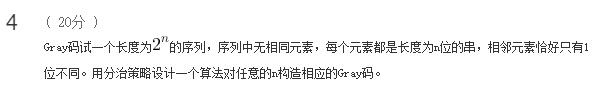 4 ( 20分 )
Gray码试一个长度为2ⁿ的序列，序列中无相同元素，每个元素都是长度为n位的串，相邻元素恰好只有1
位不同。用分治策略设计一个算法对任意的n构造相应的Gray码。